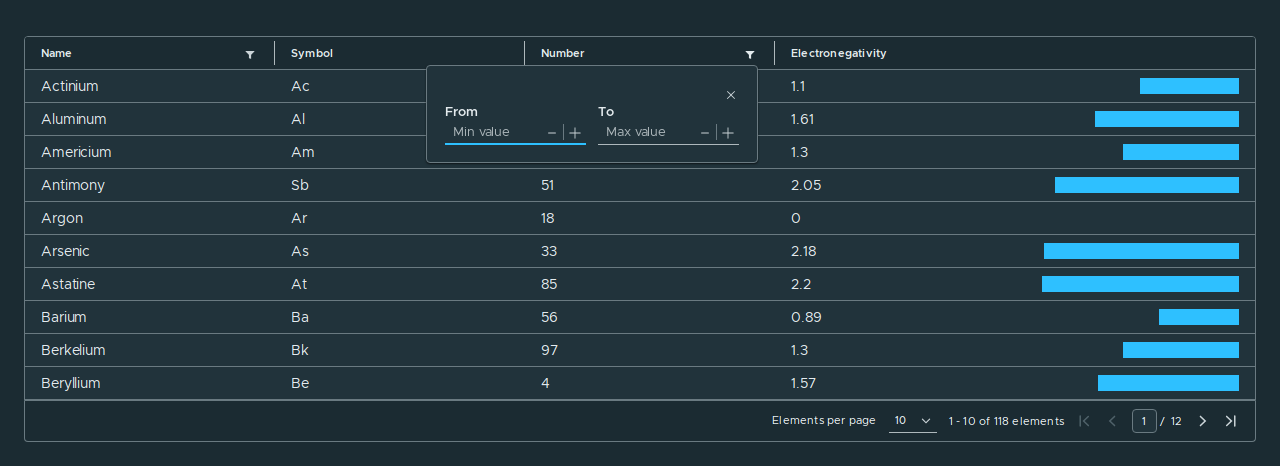 Name Symbol Number Electronegativity
Actinium Ac 1.1
From To
Min value Max value
Aluminum Al 1.61
Americium Am 1.3
Antimony Sb 51 2.05
Argon Ar 18 0
Arsenic As 33 2.18
Astatine At 85 2.2
Barium Ba 56 0.89
Berkelium Bk 97 1.3
Beryllium Be 4 1.57
Elements per page 10 1 - 10 of 118 elements 1 / 12